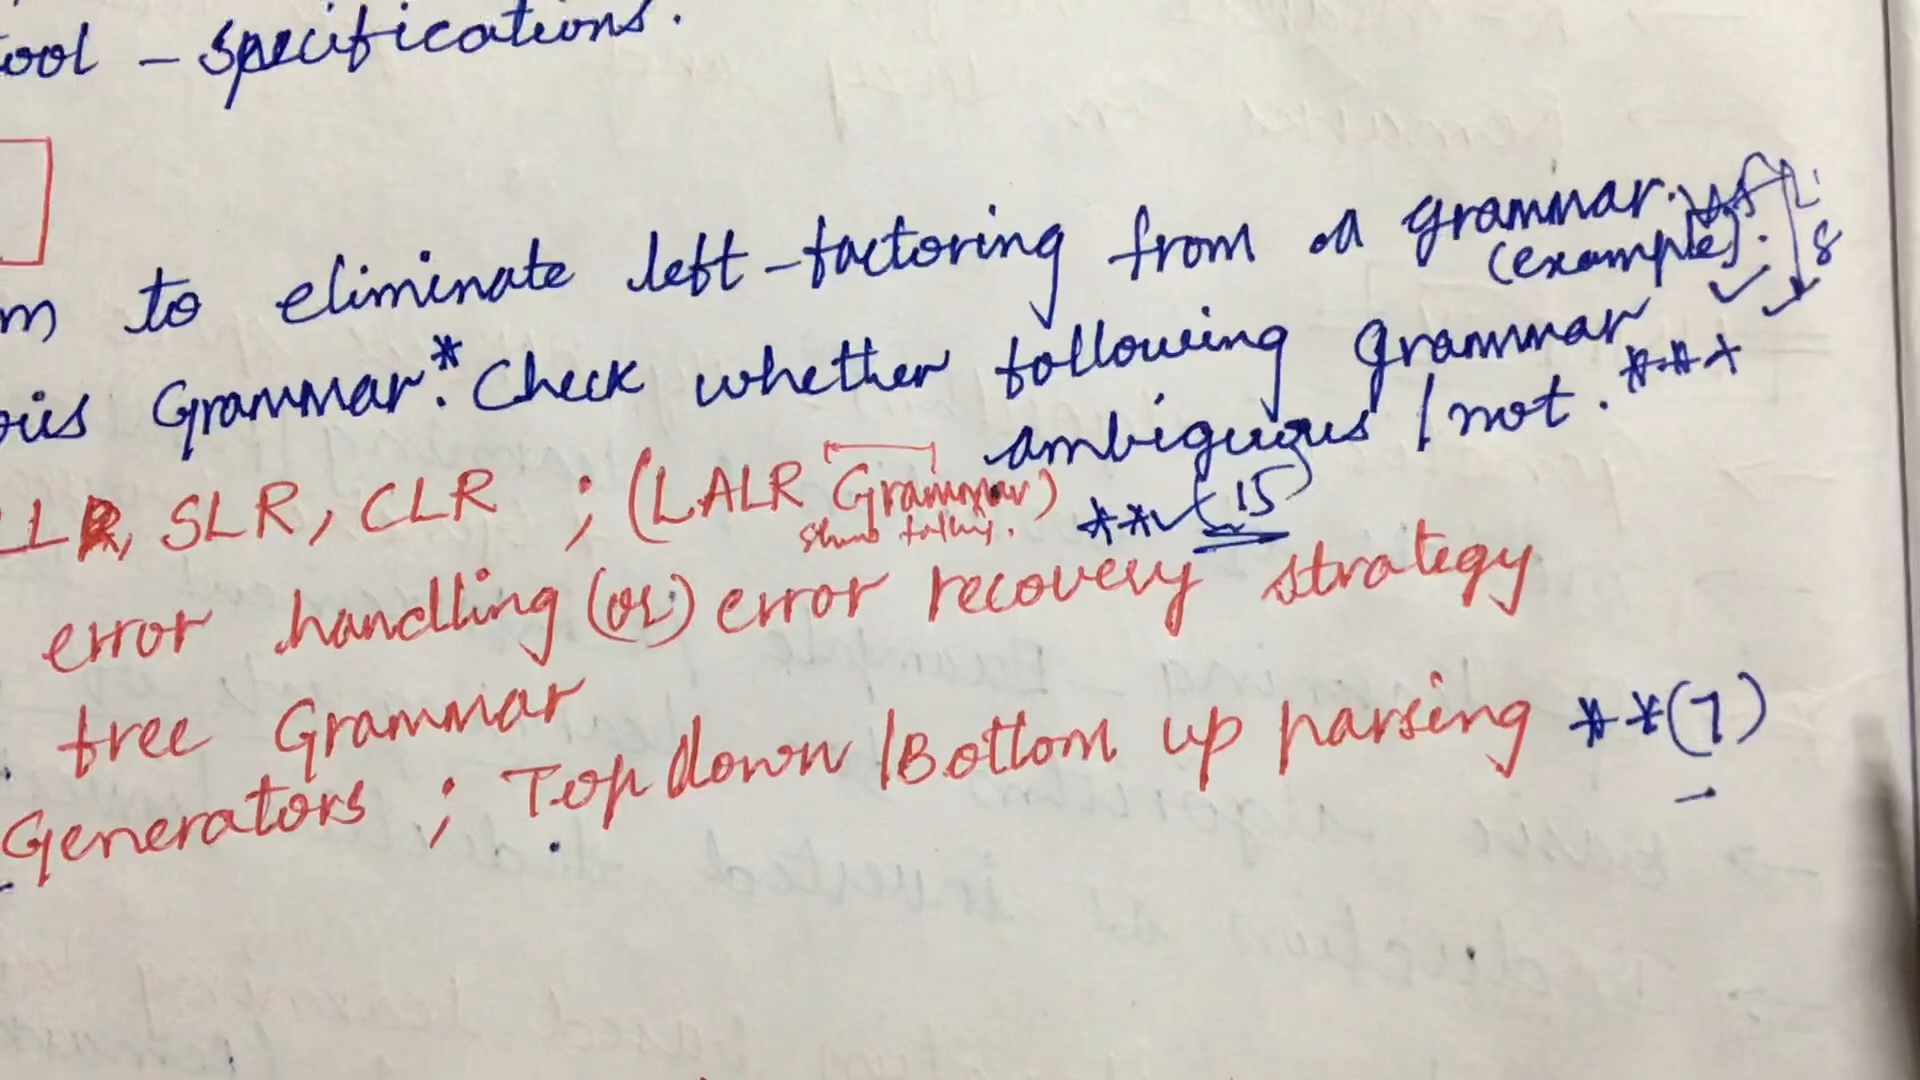 ool - specifications.
m to eliminate left-factoring from a grammar.
(example).
8
ous Grammar.* Check whether following grammar
ambiguous / not. ***
LR, SLR, CLR ; (LALR Grammar) ** (15)
error handling (or) error recovery strategy
free Grammar
Generators ; Top down / Bottom up parsing ** (7)